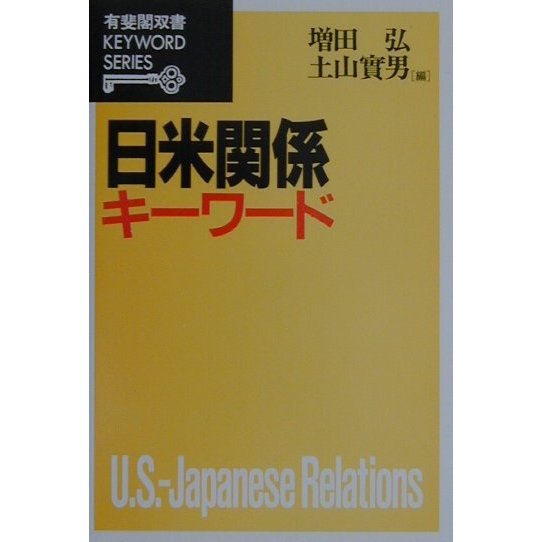 有斐閣双書
KEYWORD
SERIES
増田 弘
土山實男[編]
日米関係
キーワード
U.S.-Japanese Relations